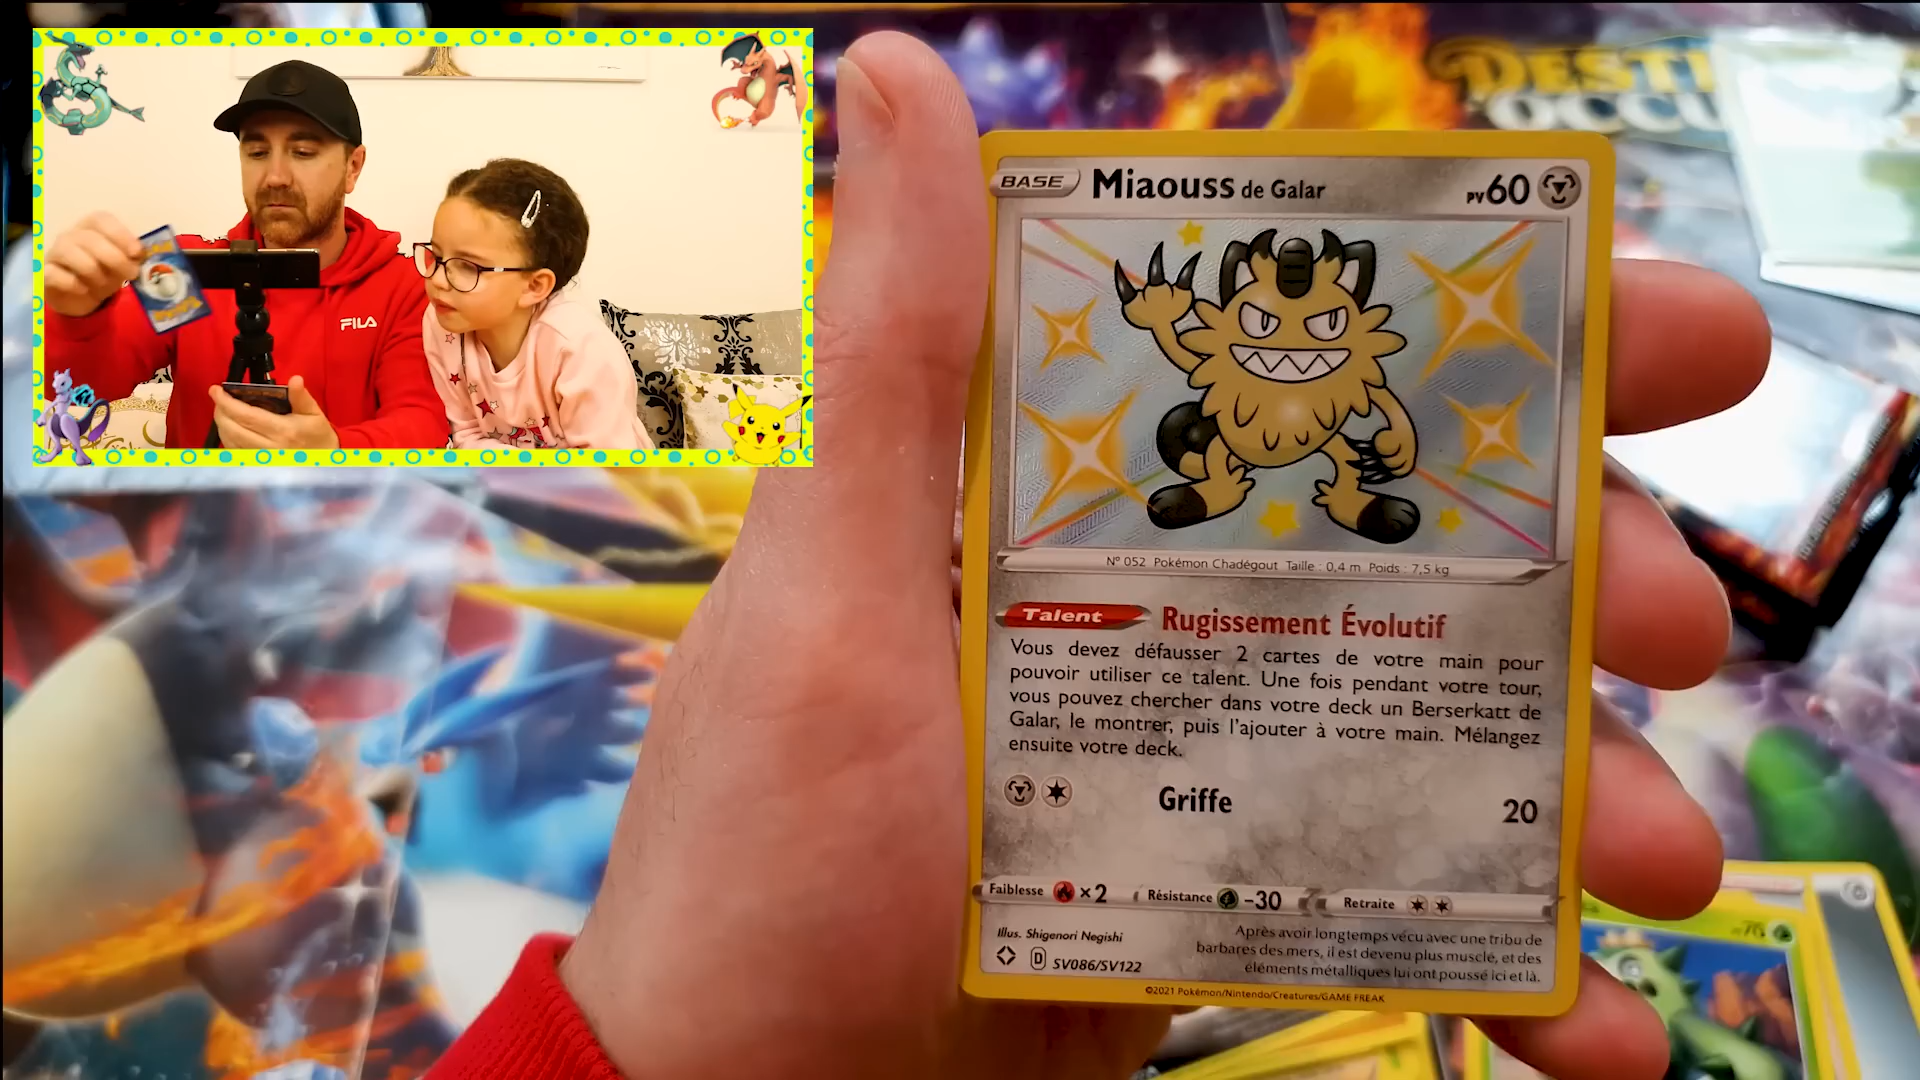 DESTI
OCCU
FILA
BASE Miaouss de Galar PV60
N° 052 Pokémon Chadégout Taille : 0,4 m Poids : 7,5 kg
Talent Rugissement Évolutif
Vous devez défausser 2 cartes de votre main pour
pouvoir utiliser ce talent. Une fois pendant votre tour,
vous pouvez chercher dans votre deck un Berserkatt de
Galar, le montrer, puis l'ajouter à votre main. Mélangez
ensuite votre deck.
Griffe 20
Faiblesse ×2 Résistance -30 Retraite
Illus. Shigenori Negishi
D SV086/SV122
Après avoir longtemps vécu avec une tribu de
barbares des mers, il est devenu plus musclé, et des
éléments métalliques lui ont poussé ici et là.
©2021 Pokémon/Nintendo/Creatures/GAME FREAK